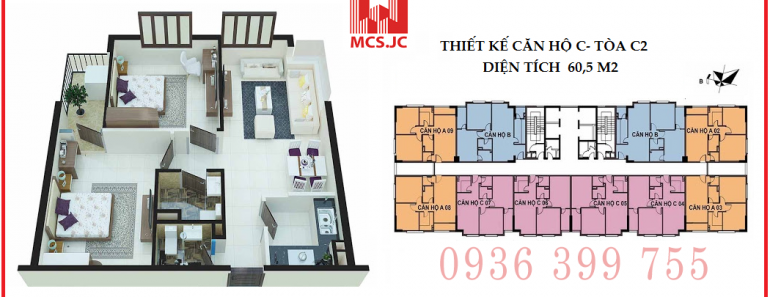 MCS.JC
THIẾT KẾ CĂN HỘ C- TÒA C2
DIỆN TÍCH 60,5 M2
B
CĂN HỘ A 09
CĂN HỘ B
CĂN HỘ B
CĂN HỘ A 02
CĂN HỘ A 08
CĂN HỘ C 07
CĂN HỘ C 06
CĂN HỘ C 05
CĂN HỘ C 04
CĂN HỘ A 03
0936 399 755